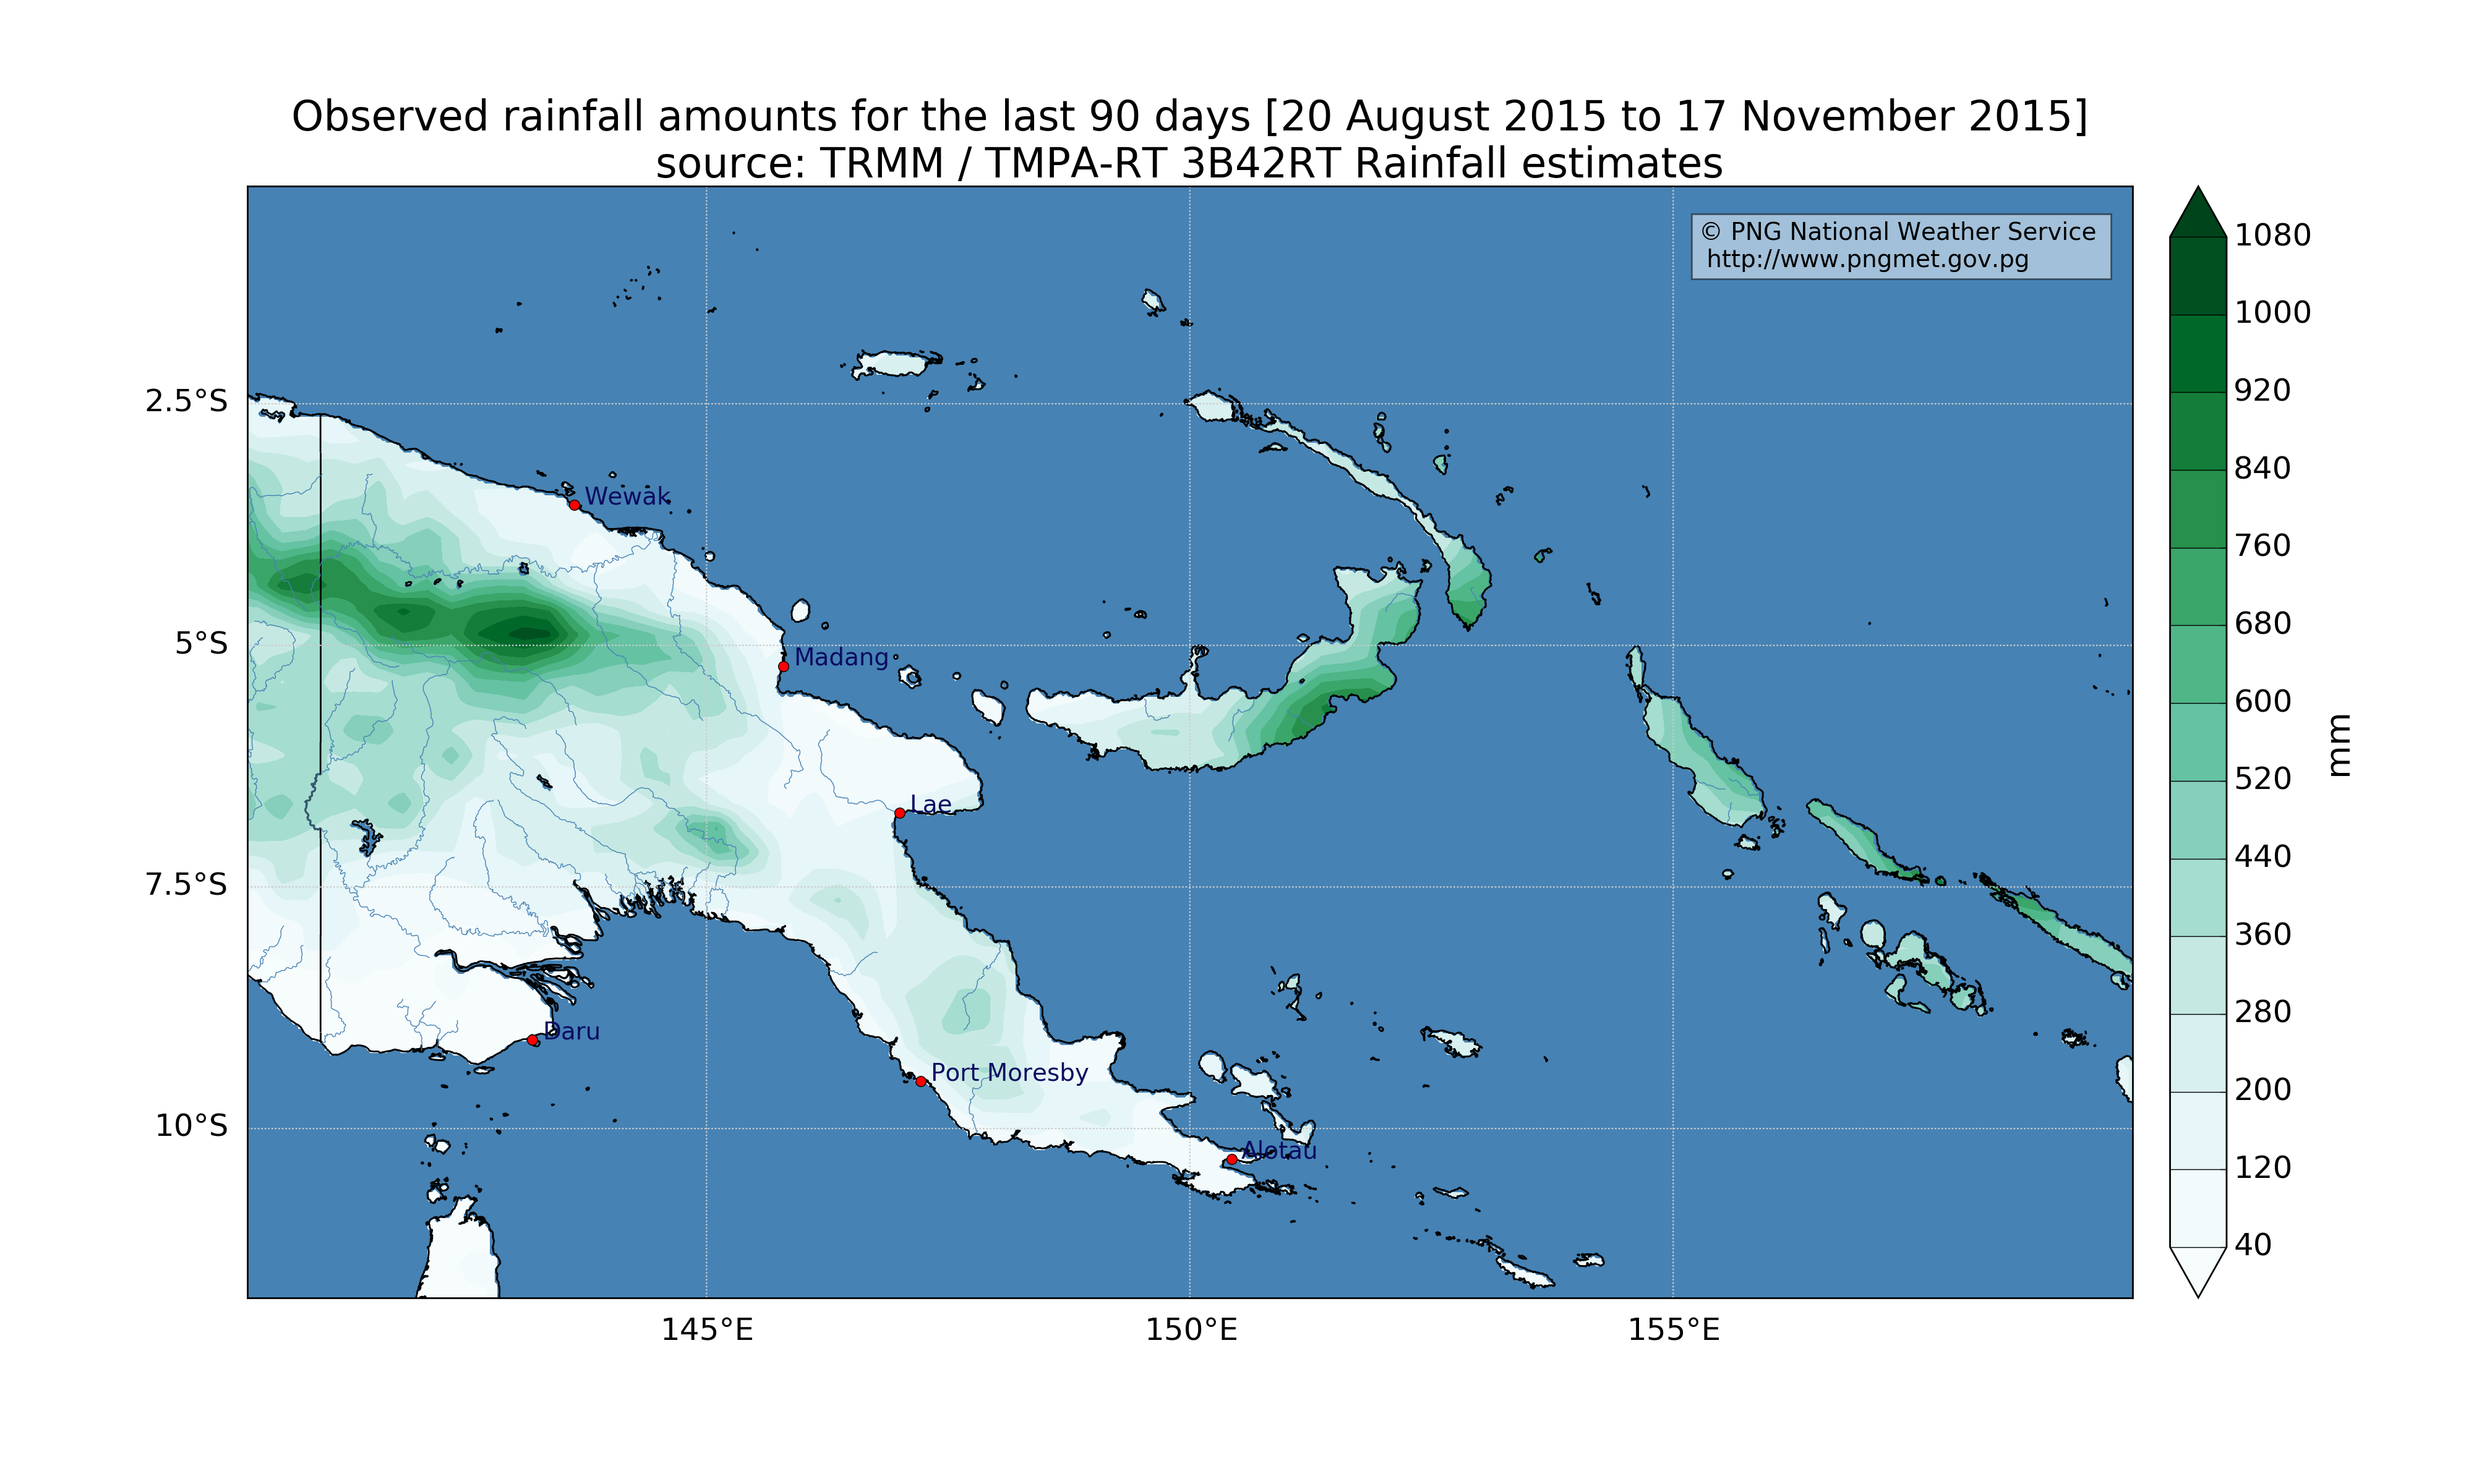 Observed rainfall amounts for the last 90 days [20 August 2015 to 17 November 2015]
source: TRMM / TMPA-RT 3B42RT Rainfall estimates
© PNG National Weather Service
http://www.pngmet.gov.pg
1080
1000
920
840
760
680
600
520
440
360
280
200
120
40
mm
2.5°S
5°S
7.5°S
10°S
Wewak
Madang
Lae
Daru
Port Moresby
Alotau
145°E
150°E
155°E